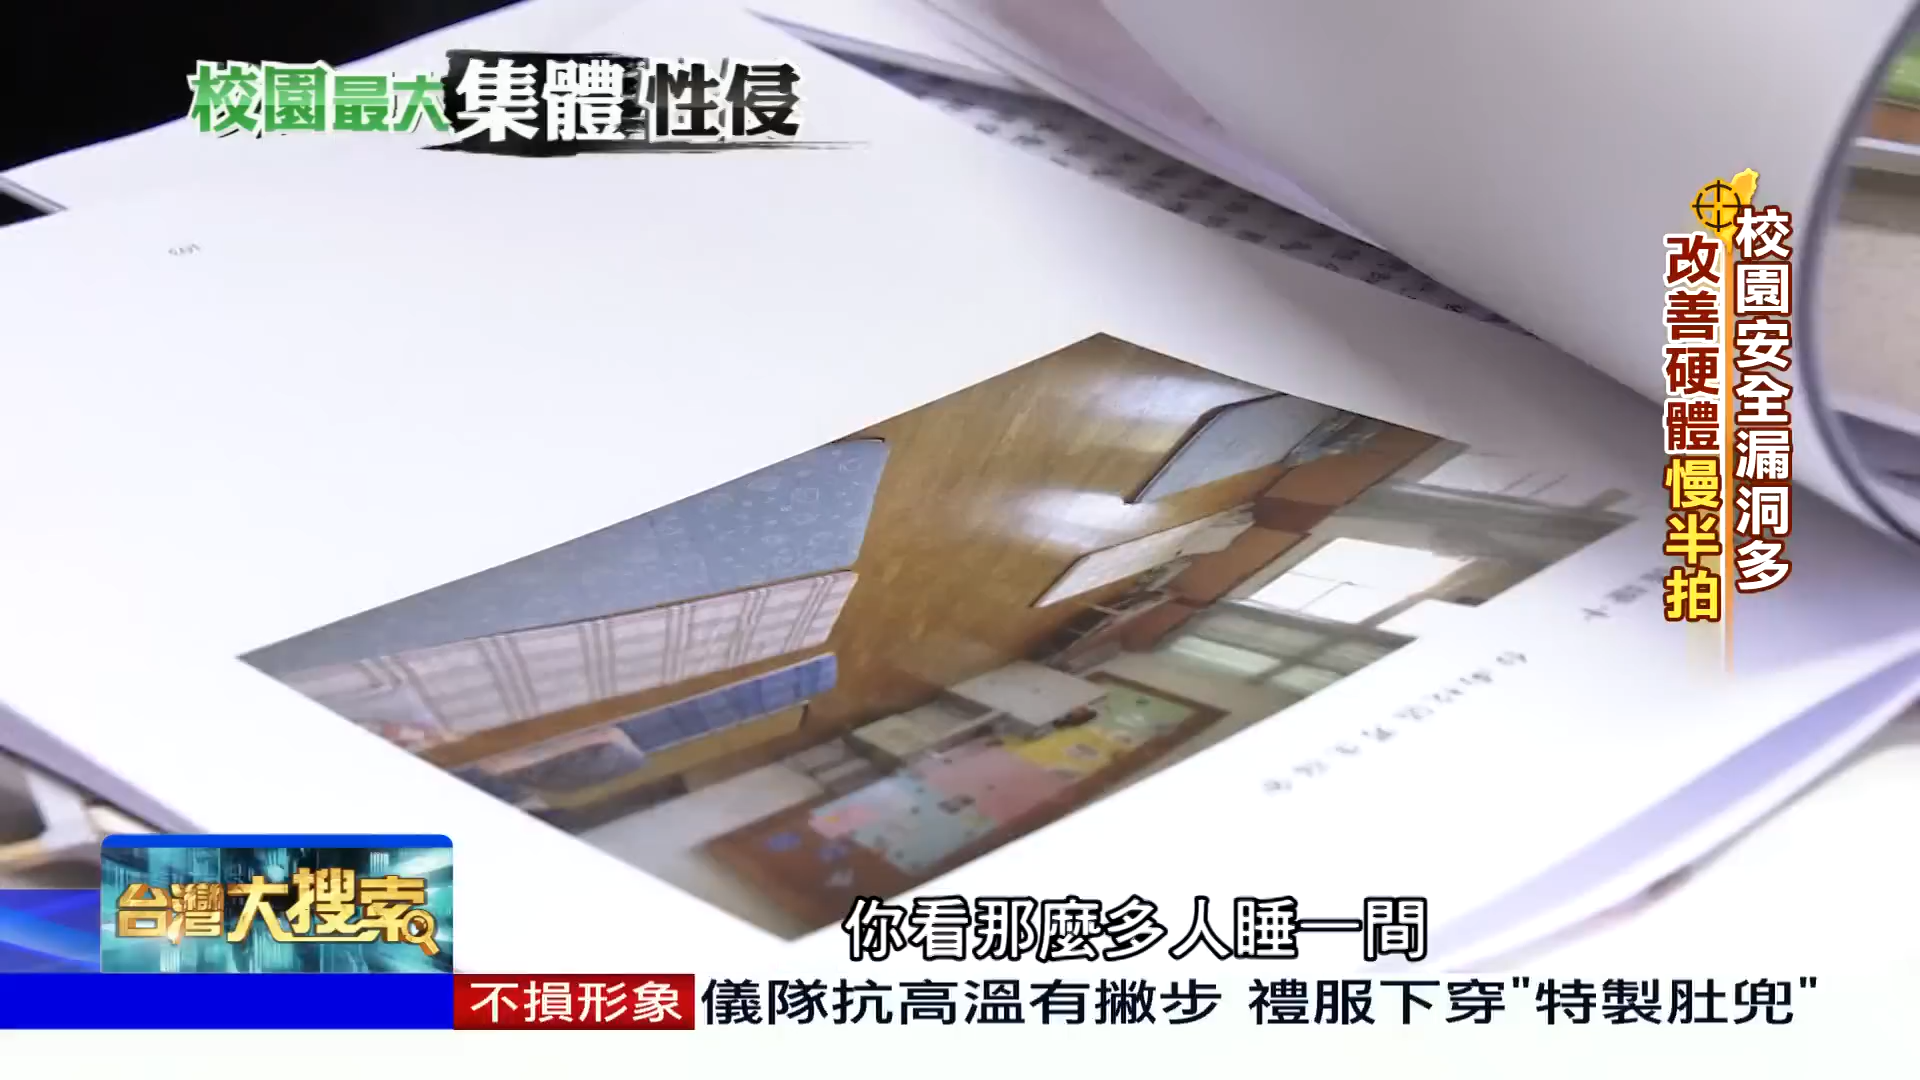 校園最大集體性侵
校園安全漏洞多
改善硬體慢半拍
台灣大搜索
你看那麼多人睡一間
不損形象 儀隊抗高溫有撇步 禮服下穿"特製肚兜"